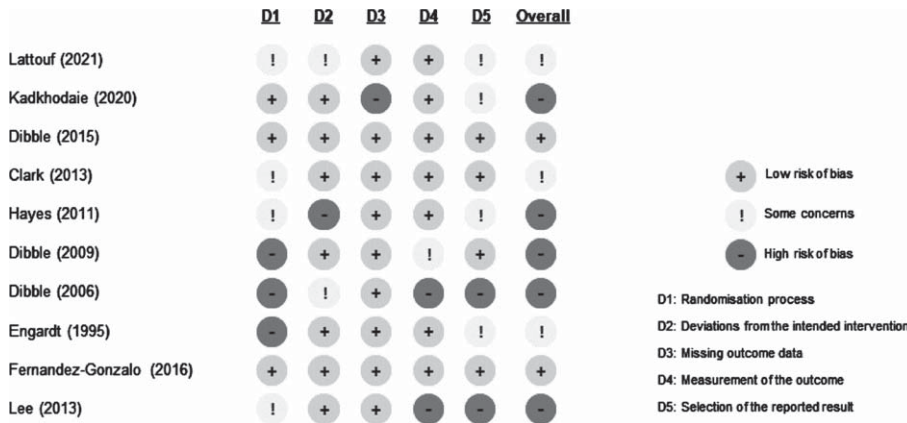 D1 D2 D3 D4 D5 Overall
Lattouf (2021) ! ! + + ! !
Kadkhodaie (2020) + + - + ! -
Dibble (2015) + + + + + +
Clark (2013) ! + + + + !
Hayes (2011) ! - + + ! -
Dibble (2009) - + + ! + -
Dibble (2006) - ! + - - -
Engardt (1995) - + + + ! !
Fernandez-Gonzalo (2016) + + + + + +
Lee (2013) ! + + - - -
+ Low risk of bias
! Some concerns
- High risk of bias
D1: Randomisation process
D2: Deviations from the intended intervention
D3: Missing outcome data
D4: Measurement of the outcome
D5: Selection of the reported result